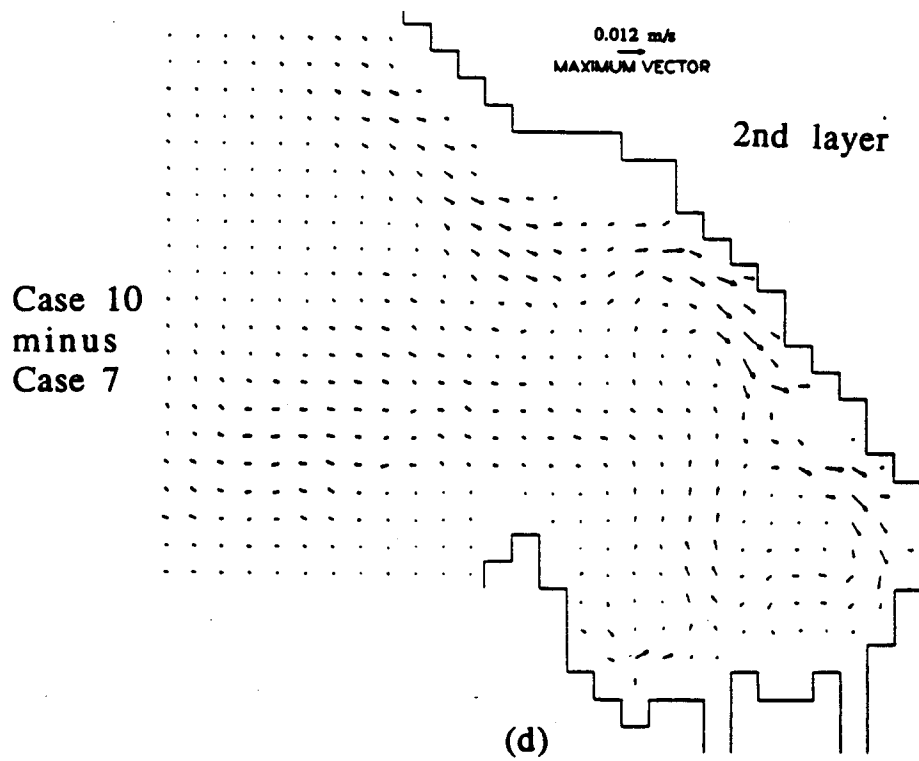 0.012 m/s
MAXIMUM VECTOR
2nd layer
Case 10
minus
Case 7
(d)